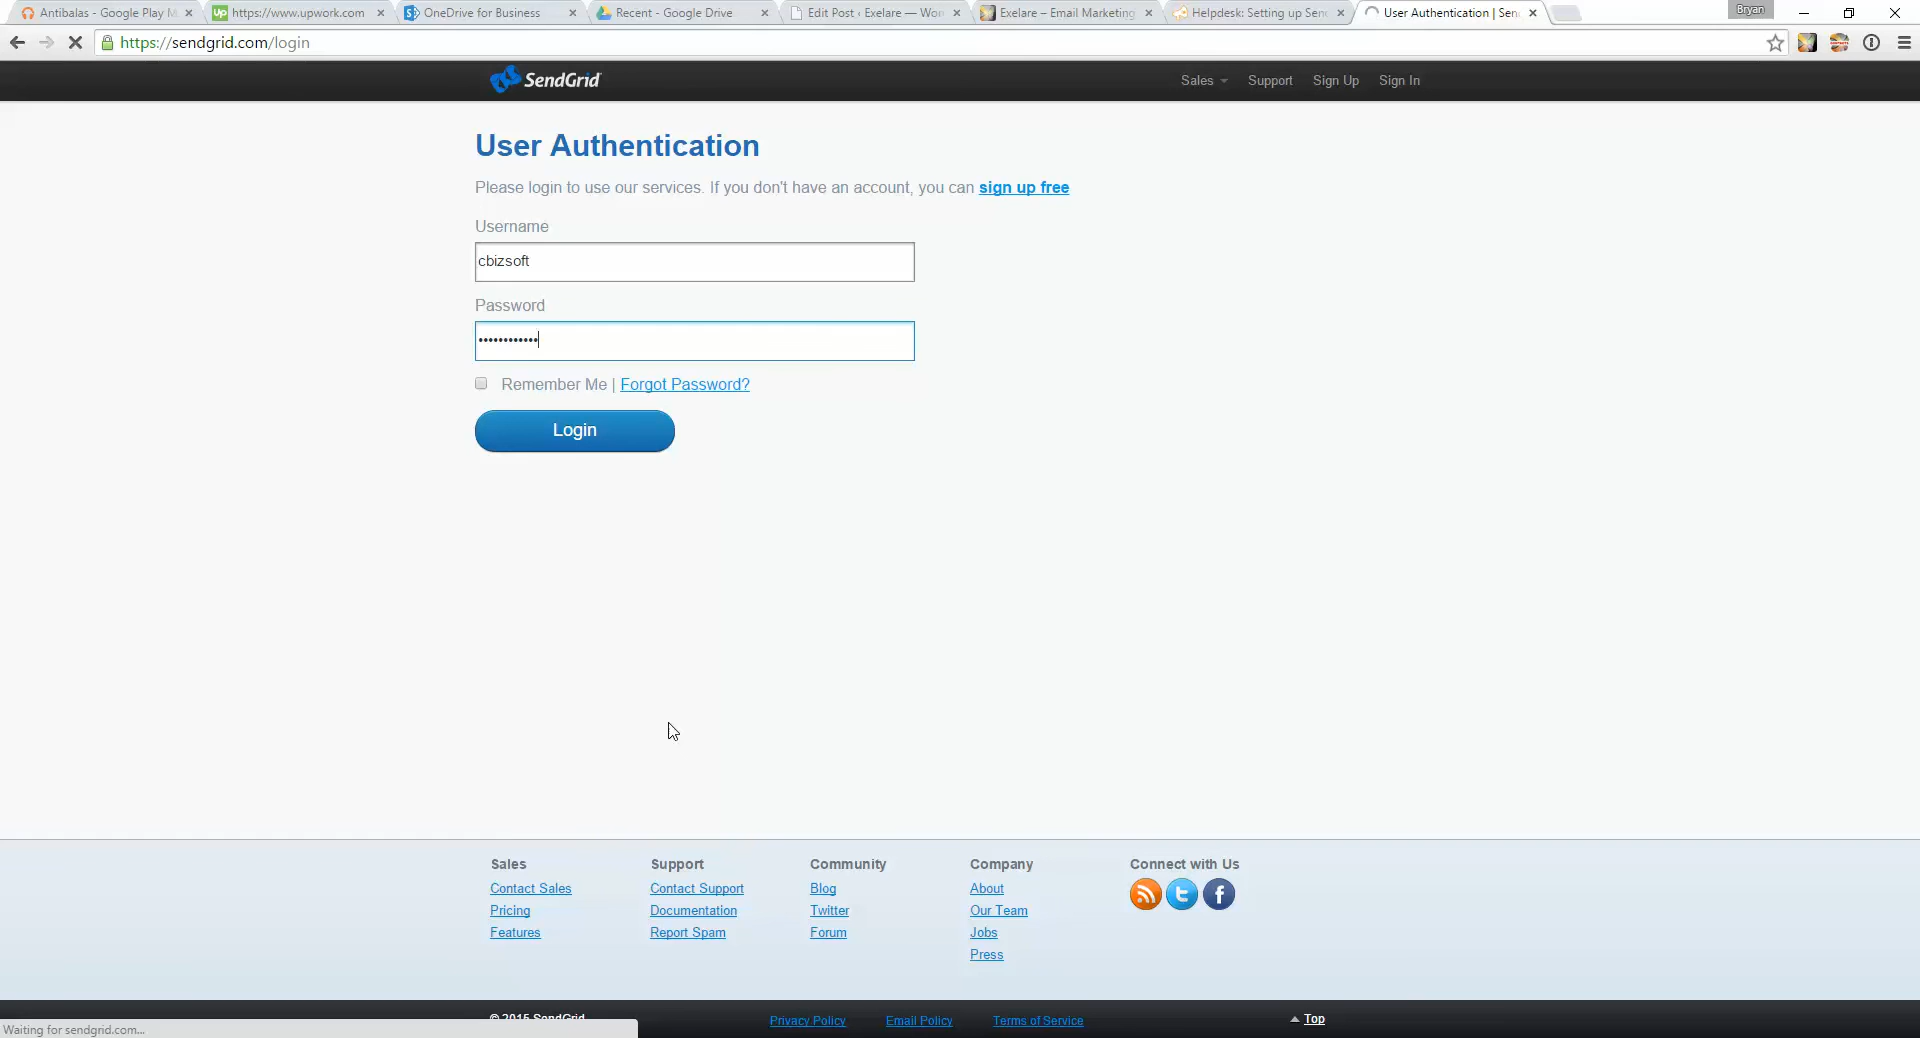 Antibalas - Google Play M
https://www.upwork.com
OneDrive for Business
Recent - Google Drive
Edit Post ‹ Exelare — Wor
Exelare – Email Marketing
Helpdesk: Setting up Sen
User Authentication | Sen
Bryan
https://sendgrid.com/login
SendGrid
Sales
Support
Sign Up
Sign In
User Authentication
Please login to use our services. If you don't have an account, you can sign up free
Username
cbizsoft
Password
••••••••••••
Remember Me | Forgot Password?
Login
Sales
Contact Sales
Pricing
Features
Support
Contact Support
Documentation
Report Spam
Community
Blog
Twitter
Forum
Company
About
Our Team
Jobs
Press
Connect with Us
© 2015 SendGrid
Privacy Policy
Email Policy
Terms of Service
Top
Waiting for sendgrid.com...